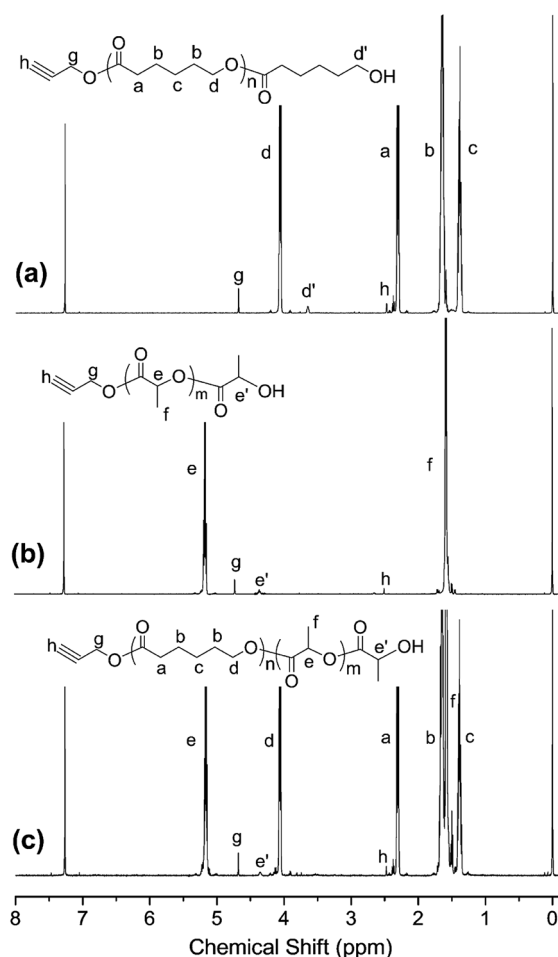 h g O ( O a b c b d O ) n O d' OH
d a b c
(a) g d' h
h g O ( O e f O ) m O e' OH
e f
(b) g e' h
h g O ( O a b c b d O ) n ( O e f O ) m O e' OH
e d a b f c
(c) g e' h
8 7 6 5 4 3 2 1 0
Chemical Shift (ppm)